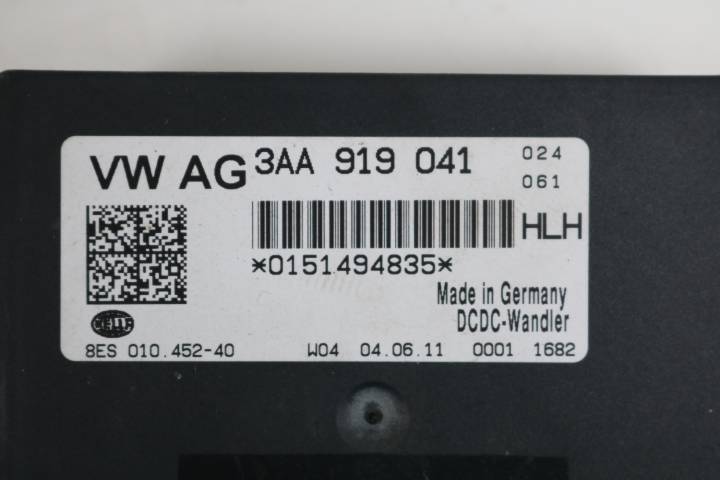 VW AG 3AA 919 041 024
061
HLH
*0151494835*
Made in Germany
DCDC-Wandler
HELLA
8ES 010.452-40 W04 04.06.11 0001 1682